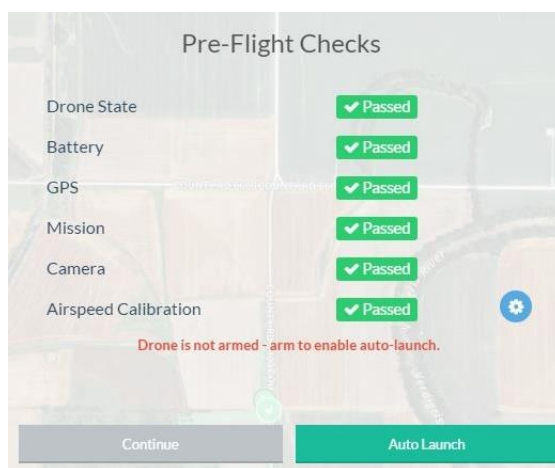 Pre-Flight Checks
Drone State Passed
Battery Passed
GPS Passed
Mission Passed
Camera Passed
Airspeed Calibration Passed
Drone is not armed - arm to enable auto-launch.
Continue Auto Launch